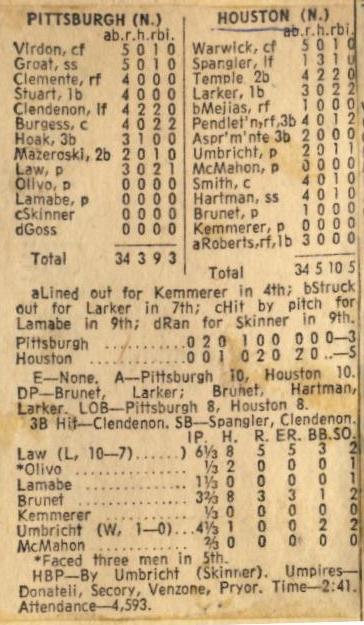 PITTSBURGH (N.)
ab.r.h.rbi.
Virdon, cf 5 0 1 0
Groat, ss 5 0 1 0
Clemente, rf 4 0 0 0
Stuart, 1b 4 0 0 0
Clendenon, lf 4 2 2 0
Burgess, c 4 0 2 2
Hoak, 3b 3 1 0 0
Mazeroski, 2b 2 0 1 0
Law, p 3 0 2 1
Olivo, p 0 0 0 0
Lamabe, p 0 0 0 0
cSkinner 0 0 0 0
dGoss 0 0 0 0
Total 34 3 9 3
HOUSTON (N.)
ab.r.h.rbi.
Warwick, cf 5 0 1 0
Spangler, lf 1 3 1 0
Temple 2b 4 2 2 0
Larker, 1b 3 0 2 2
bMejias, rf 1 0 0 0
Pendlet'n,rf,3b 4 0 1 2
Aspr'm'nte 3b 2 0 0 0
Umbricht, p 2 0 1 1
McMahon, p 0 0 0 0
Smith, c 4 0 1 0
Hartman, ss 4 0 1 0
Brunet, p 1 0 0 0
Kemmerer, p 0 0 0 0
aRoberts,rf,1b 3 0 0 0
Total 34 5 10 5
aLined out for Kemmerer in 4th; bStruck
out for Larker in 7th; cHit by pitch for
Lamabe in 9th; dRan for Skinner in 9th.
Pittsburgh ........... 0 2 0 1 0 0 0 0 0—3
Houston ........... 0 0 1 0 2 0 2 0 ..—5
E—None. A—Pittsburgh 10, Houston 10.
DP—Brunet, Larker; Brunet, Hartman,
Larker. LOB—Pittsburgh 8, Houston 8.
3B Hit—Clendenon. SB—Spangler, Clendenon.
IP. H. R. ER. BB. SO.
Law (L, 10—7)......) 6⅓ 8 5 5 3 2
*Olivo .............. ⅓ 2 0 0 0 1
Lamabe .............. 1⅓ 0 0 0 0 1
Brunet .............. 3⅔ 8 3 3 1 2
Kemmerer .............. ⅓ 0 0 0 0 0
Umbricht (W, 1—0)... 4⅓ 1 0 0 2 2
McMahon .............. ⅔ 0 0 0 0 0
*Faced three men in 5th.
HBP—By Umbricht (Skinner). Umpires—
Donateli, Secory, Venzone, Pryor. Time—2:41.
Attendance—4,593.